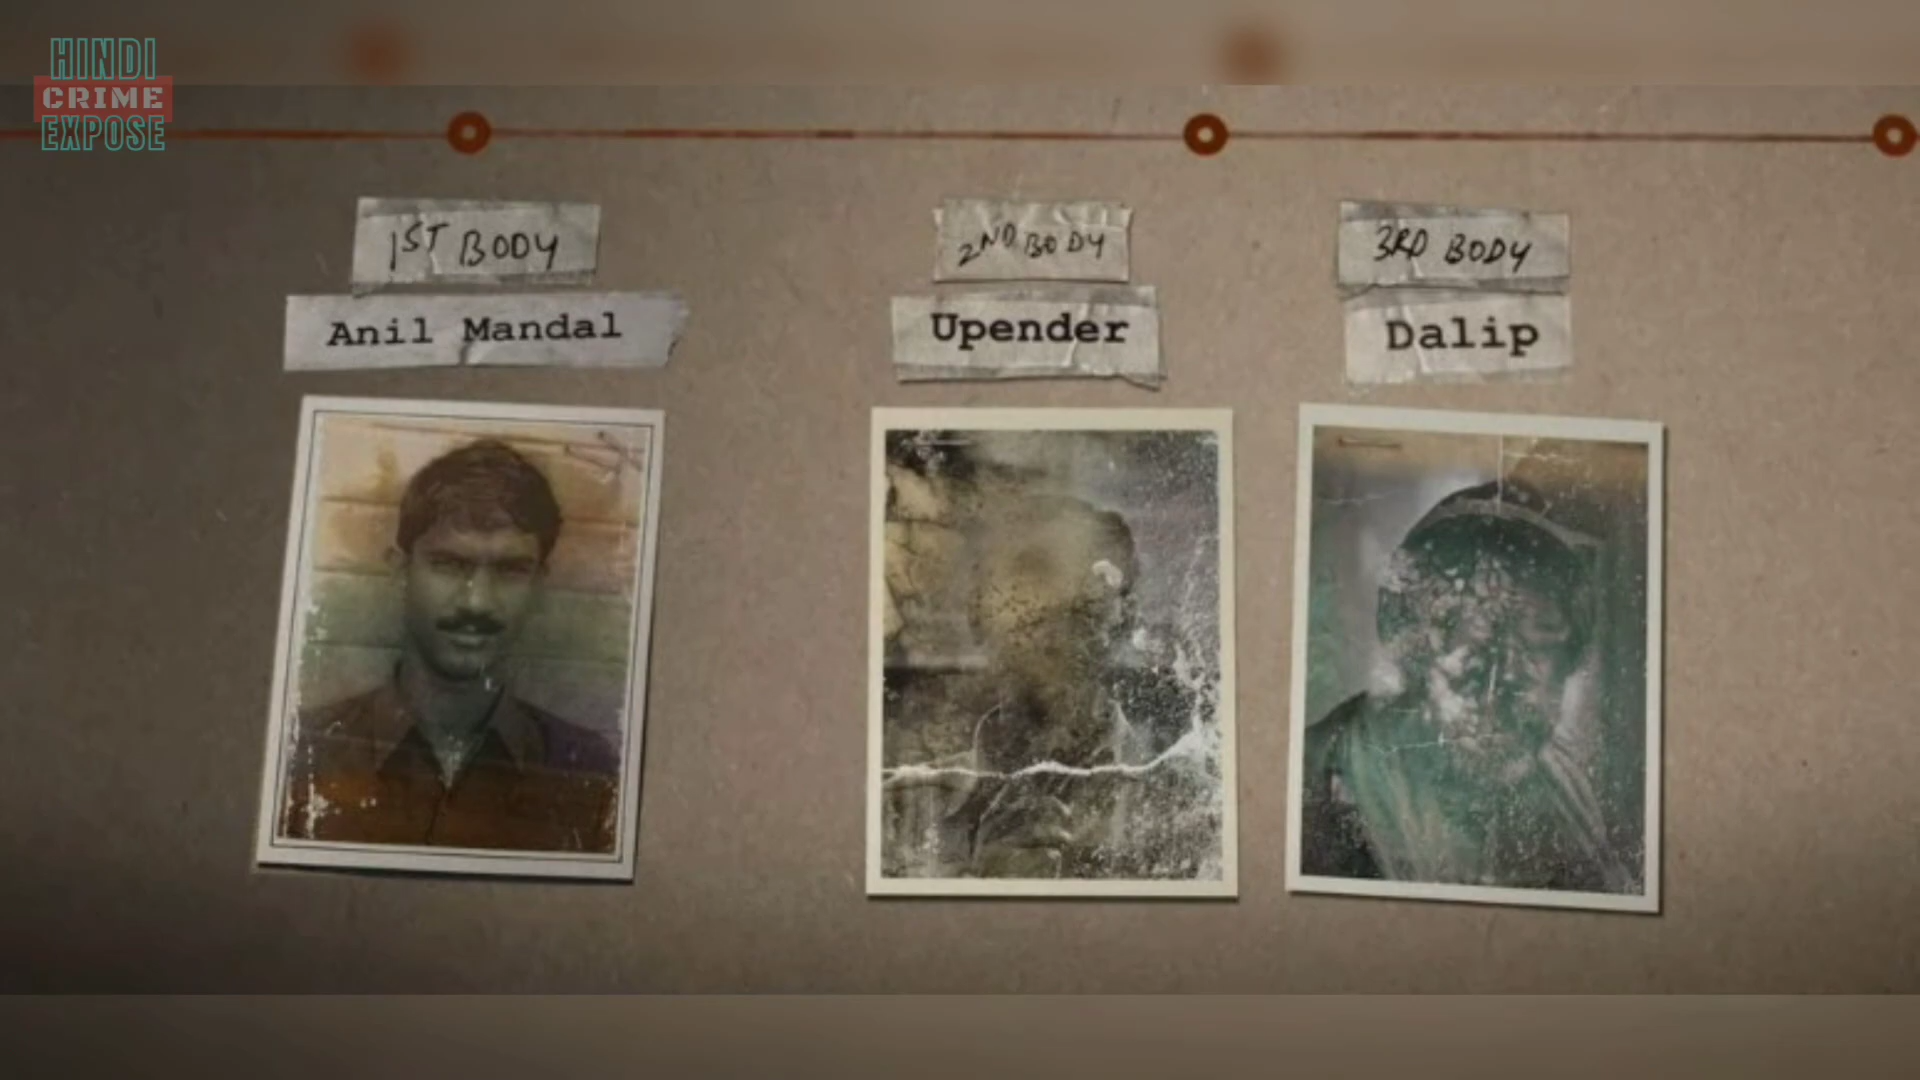 HINDI
CRIME
EXPOSE
1ST BODY
Anil Mandal
2ND BODY
Upender
3RD BODY
Dalip